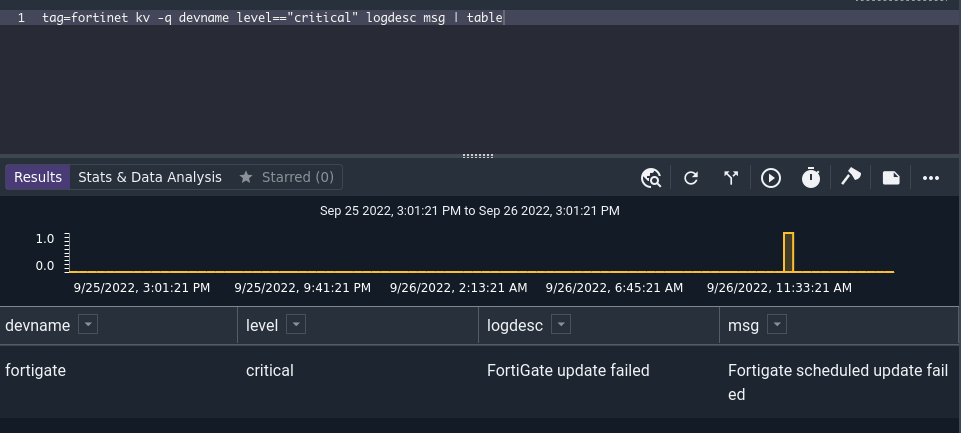 1 tag=fortinet kv -q devname level=="critical" logdesc msg | table
Results Stats & Data Analysis Starred (0)
Sep 25 2022, 3:01:21 PM to Sep 26 2022, 3:01:21 PM
1.0
0.0
9/25/2022, 3:01:21 PM 9/25/2022, 9:41:21 PM 9/26/2022, 2:13:21 AM 9/26/2022, 6:45:21 AM 9/26/2022, 11:33:21 AM
devname level logdesc msg
fortigate critical FortiGate update failed Fortigate scheduled update fail
ed